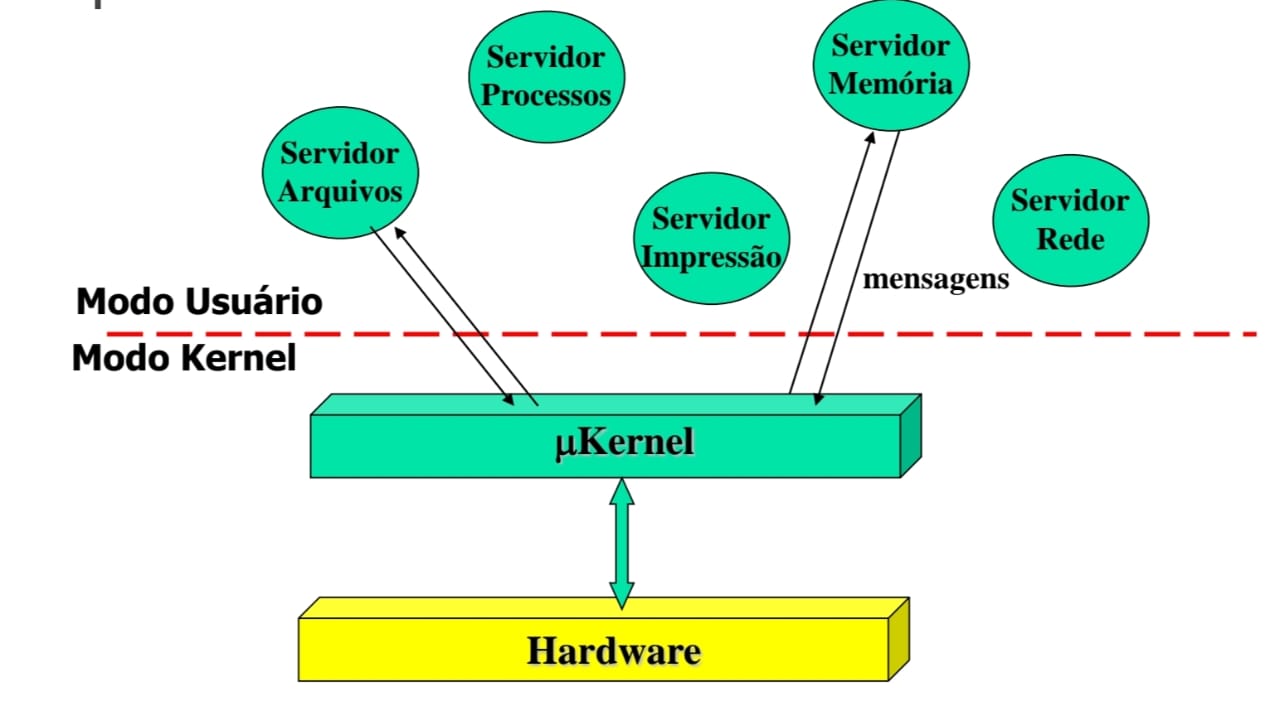 Servidor
Processos
Servidor
Memória
Servidor
Arquivos
Servidor
Impressão
Servidor
Rede
mensagens
Modo Usuário
Modo Kernel
µKernel
Hardware